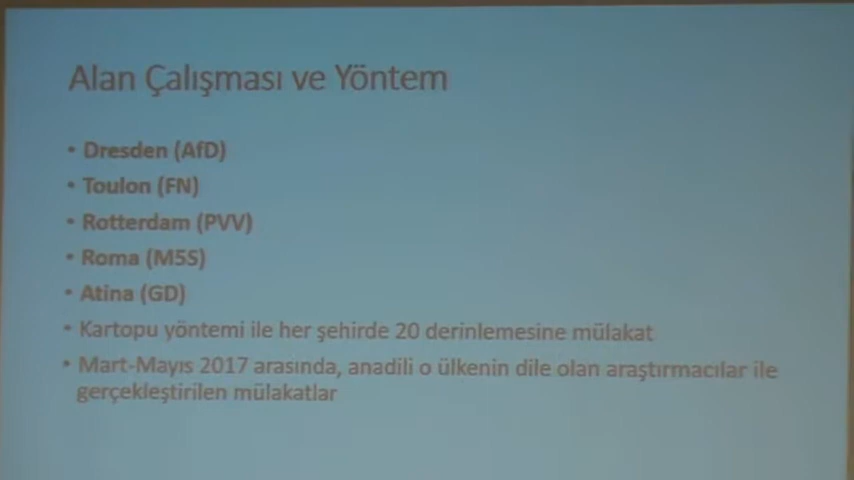 Alan Çalışması ve Yöntem
• Dresden (AfD)
• Toulon (FN)
• Rotterdam (PVV)
• Roma (M5S)
• Atina (GD)
• Kartopu yöntemi ile her şehirde 20 derinlemesine mülakat
• Mart-Mayıs 2017 arasında, anadili o ülkenin dile olan araştırmacılar ile
gerçekleştirilen mülakatlar